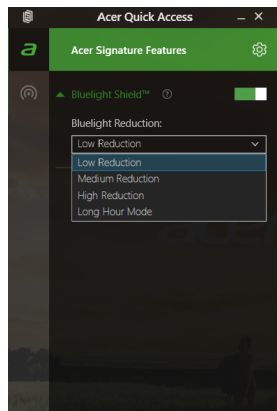 Acer Quick Access
a
Acer Signature Features
Bluelight Shield™ ?
Bluelight Reduction:
Low Reduction
Low Reduction
Medium Reduction
High Reduction
Long Hour Mode
acer